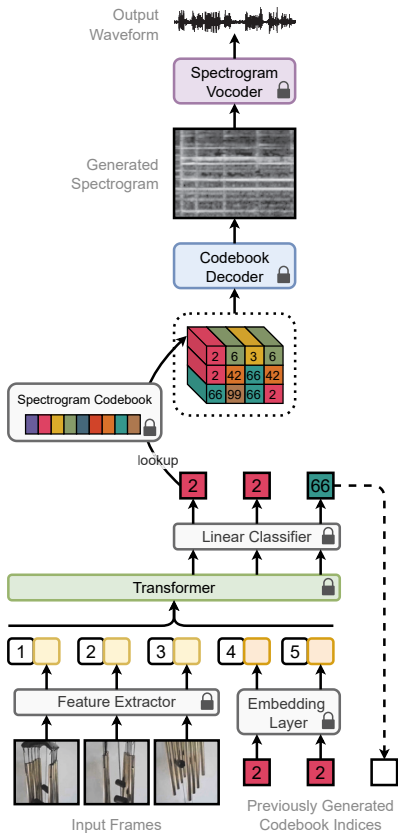 Output
Waveform
Spectrogram
Vocoder
Generated
Spectrogram
Codebook
Decoder
2 6 3 6
2 42 66 42
66 99 66 2
Spectrogram Codebook
lookup
2 2 66
Linear Classifier
Transformer
1 2 3 4 5
Feature Extractor
Embedding
Layer
2 2
Input Frames
Previously Generated
Codebook Indices